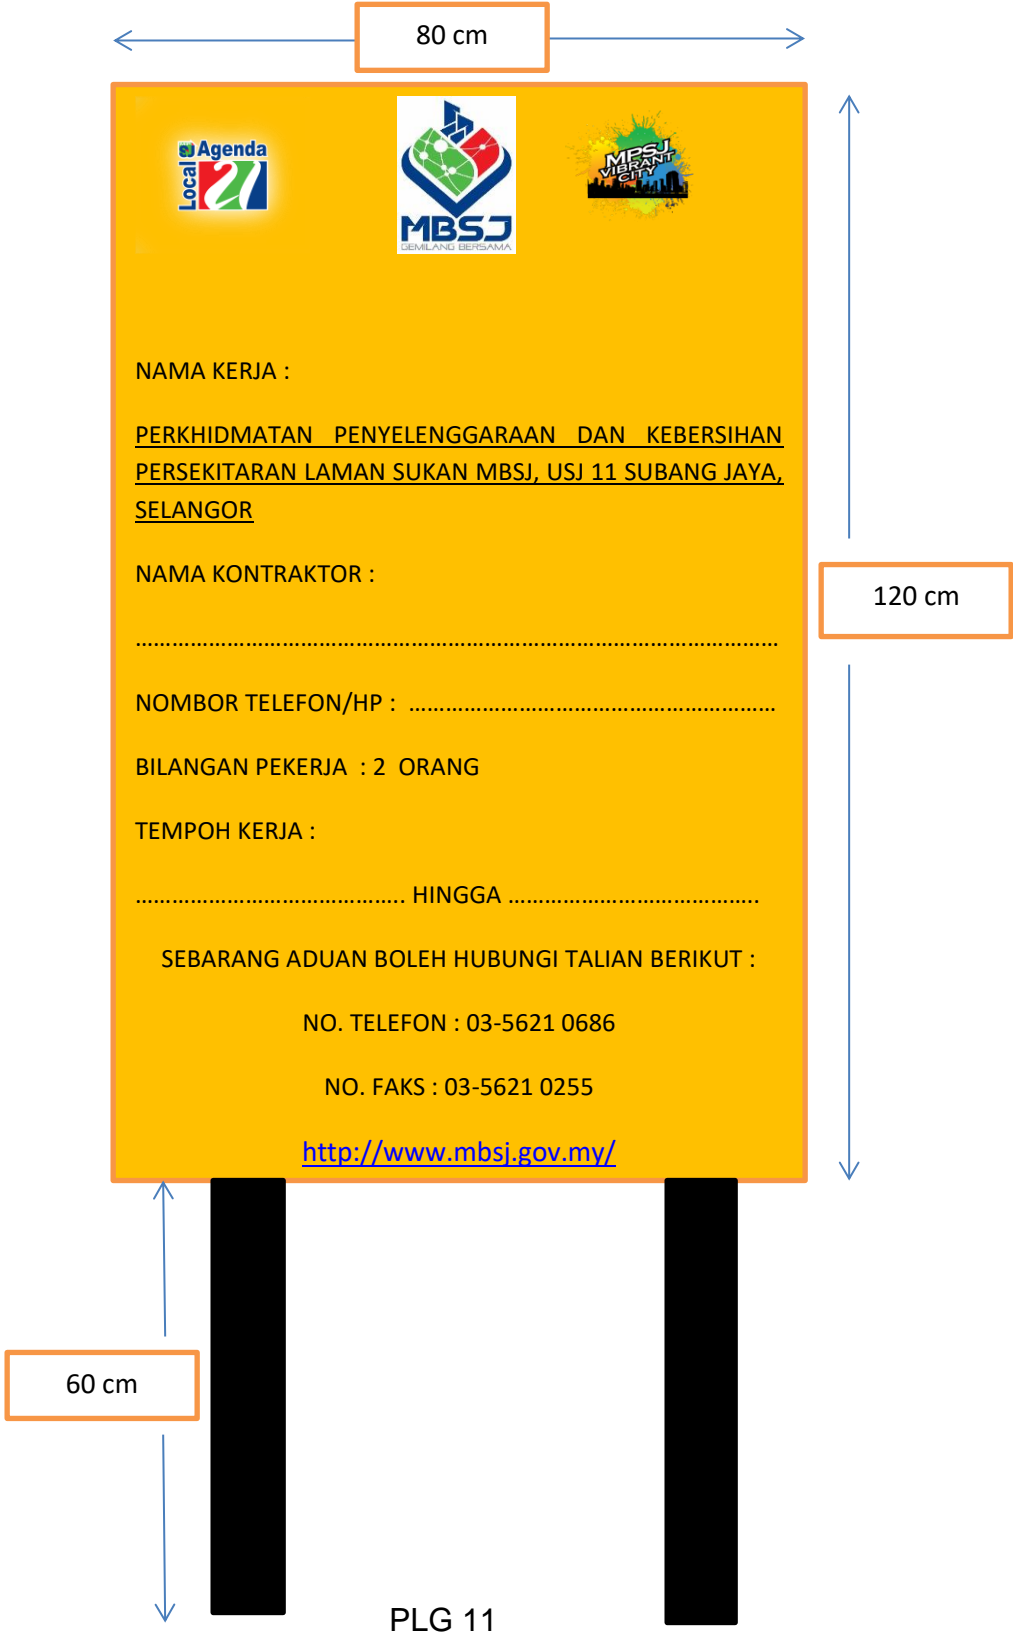 80 cm
Local Agenda 21
MBSJ
GEMILANG BERSAMA
MPSJ
VIBRANT
CITY
NAMA KERJA :
PERKHIDMATAN PENYELENGGARAAN DAN KEBERSIHAN
PERSEKITARAN LAMAN SUKAN MBSJ, USJ 11 SUBANG JAYA,
SELANGOR
NAMA KONTRAKTOR :
……………………………………………………………………………………………
120 cm
NOMBOR TELEFON/HP : ……………………………………………………
BILANGAN PEKERJA : 2 ORANG
TEMPOH KERJA :
…………………………………….. HINGGA …………………………………..
SEBARANG ADUAN BOLEH HUBUNGI TALIAN BERIKUT :
NO. TELEFON : 03-5621 0686
NO. FAKS : 03-5621 0255
http://www.mbsj.gov.my/
60 cm
PLG 11